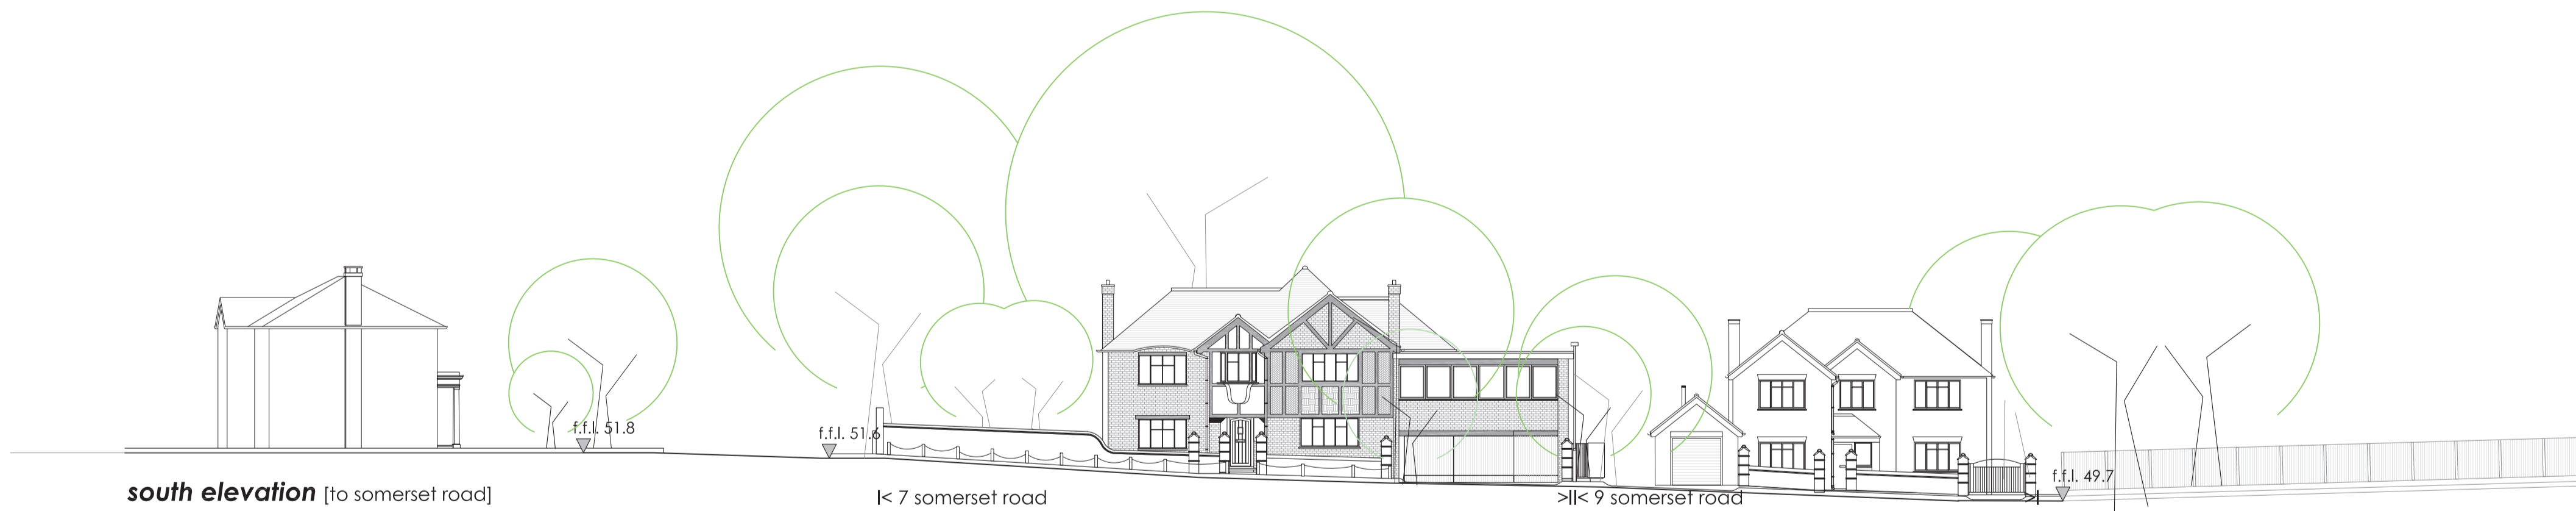 f.f.l. 51.8
f.f.l. 51.6
f.f.l. 49.7
south elevation [to somerset road]
|< 7 somerset road
>||< 9 somerset road
>|